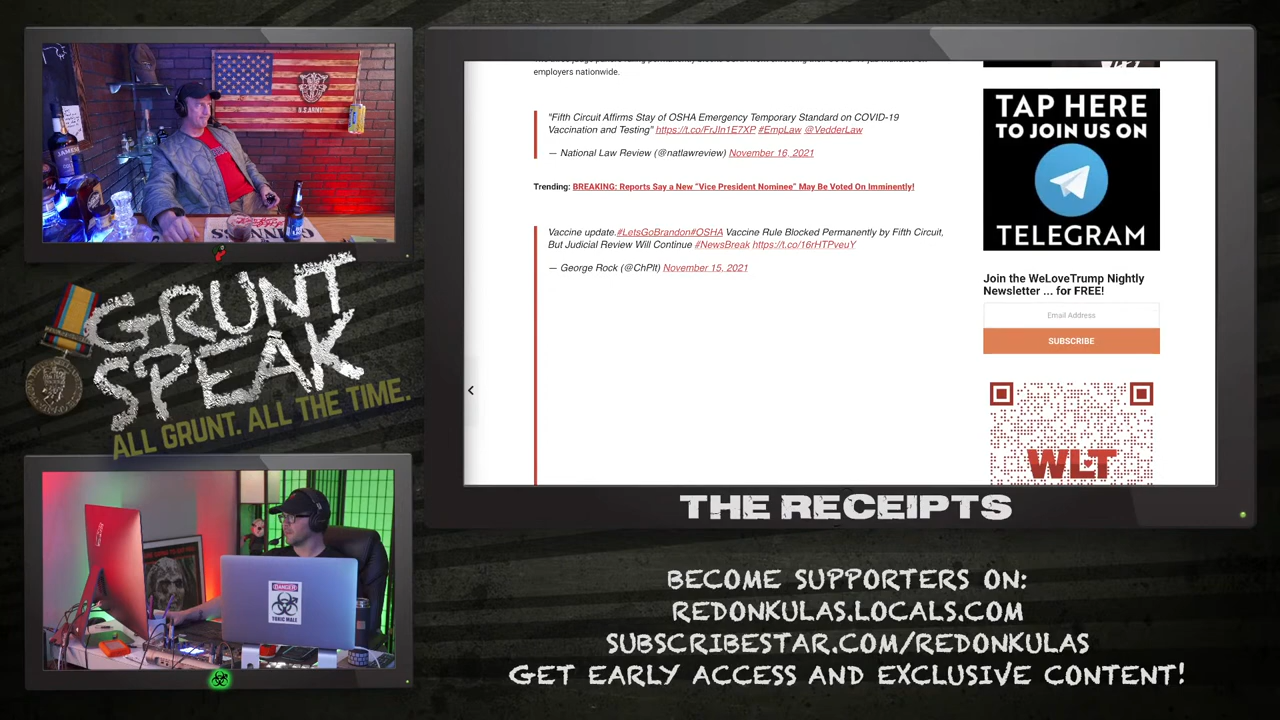 U.S. ARMY
GRUNT
SPEAK
ALL GRUNT. ALL THE TIME.
DANGER
TOXIC MALE
employers nationwide.
"Fifth Circuit Affirms Stay of OSHA Emergency Temporary Standard on COVID-19
Vaccination and Testing" https://t.co/FrJIn1E7XP #EmpLaw @VedderLaw
— National Law Review (@natlawreview) November 16, 2021
Trending: BREAKING: Reports Say a New "Vice President Nominee" May Be Voted On Imminently!
Vaccine update.#LetsGoBrandon#OSHA Vaccine Rule Blocked Permanently by Fifth Circuit,
But Judicial Review Will Continue #NewsBreak https://t.co/16rHTPveuY
— George Rock (@ChPlt) November 15, 2021
TAP HERE
TO JOIN US ON
TELEGRAM
Join the WeLoveTrump Nightly
Newsletter ... for FREE!
Email Address
SUBSCRIBE
WLT
THE RECEIPTS
BECOME SUPPORTERS ON:
REDONKULAS.LOCALS.COM
SUBSCRIBESTAR.COM/REDONKULAS
GET EARLY ACCESS AND EXCLUSIVE CONTENT!